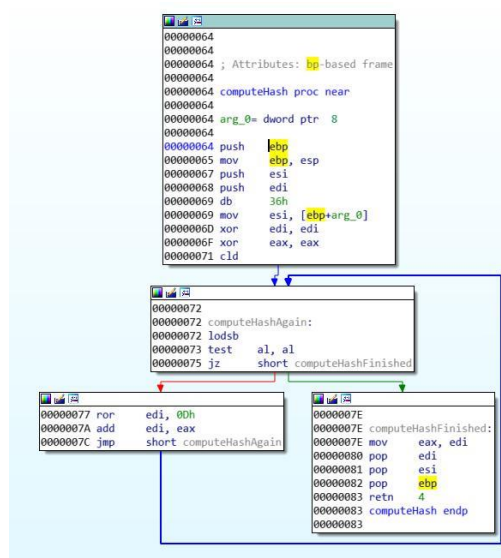 00000064
00000064
00000064 ; Attributes: bp-based frame
00000064
00000064 computeHash proc near
00000064
00000064 arg_0= dword ptr  8
00000064
00000064 push    ebp
00000065 mov     ebp, esp
00000067 push    esi
00000068 push    edi
00000069 db      36h
00000069 mov     esi, [ebp+arg_0]
0000006D xor     edi, edi
0000006F xor     eax, eax
00000071 cld
00000072
00000072 computeHashAgain:
00000072 lodsb
00000073 test    al, al
00000075 jz      short computeHashFinished
00000077 ror     edi, 0Dh
0000007A add     edi, eax
0000007C jmp     short computeHashAgain
0000007E
0000007E computeHashFinished:
0000007E mov     eax, edi
00000080 pop     edi
00000081 pop     esi
00000082 pop     ebp
00000083 retn    4
00000083 computeHash endp
00000083